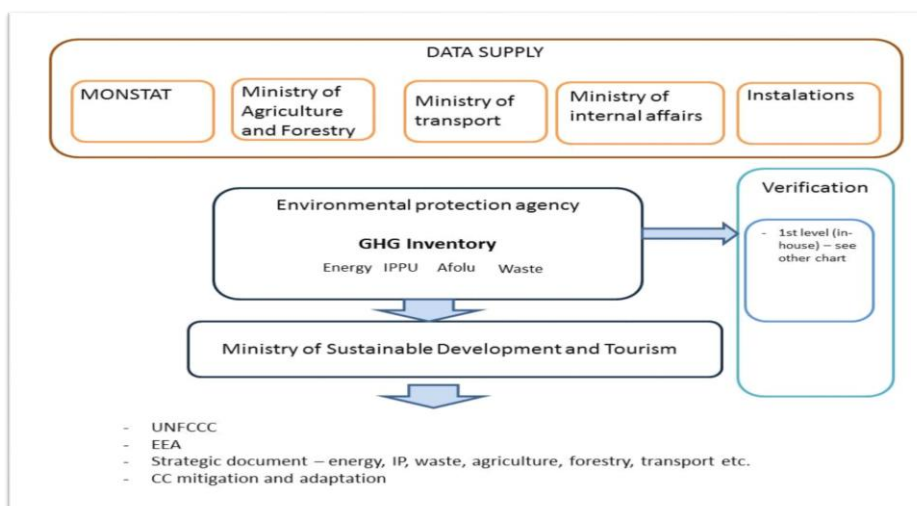 DATA SUPPLY
MONSTAT
Ministry of
Agriculture
and Forestry
Ministry of
transport
Ministry of
internal affairs
Instalations
Environmental protection agency
GHG Inventory
Energy IPPU Afolu Waste
Verification
- 1st level (in-
house) – see
other chart
Ministry of Sustainable Development and Tourism
- UNFCCC
- EEA
- Strategic document – energy, IP, waste, agriculture, forestry, transport etc.
- CC mitigation and adaptation